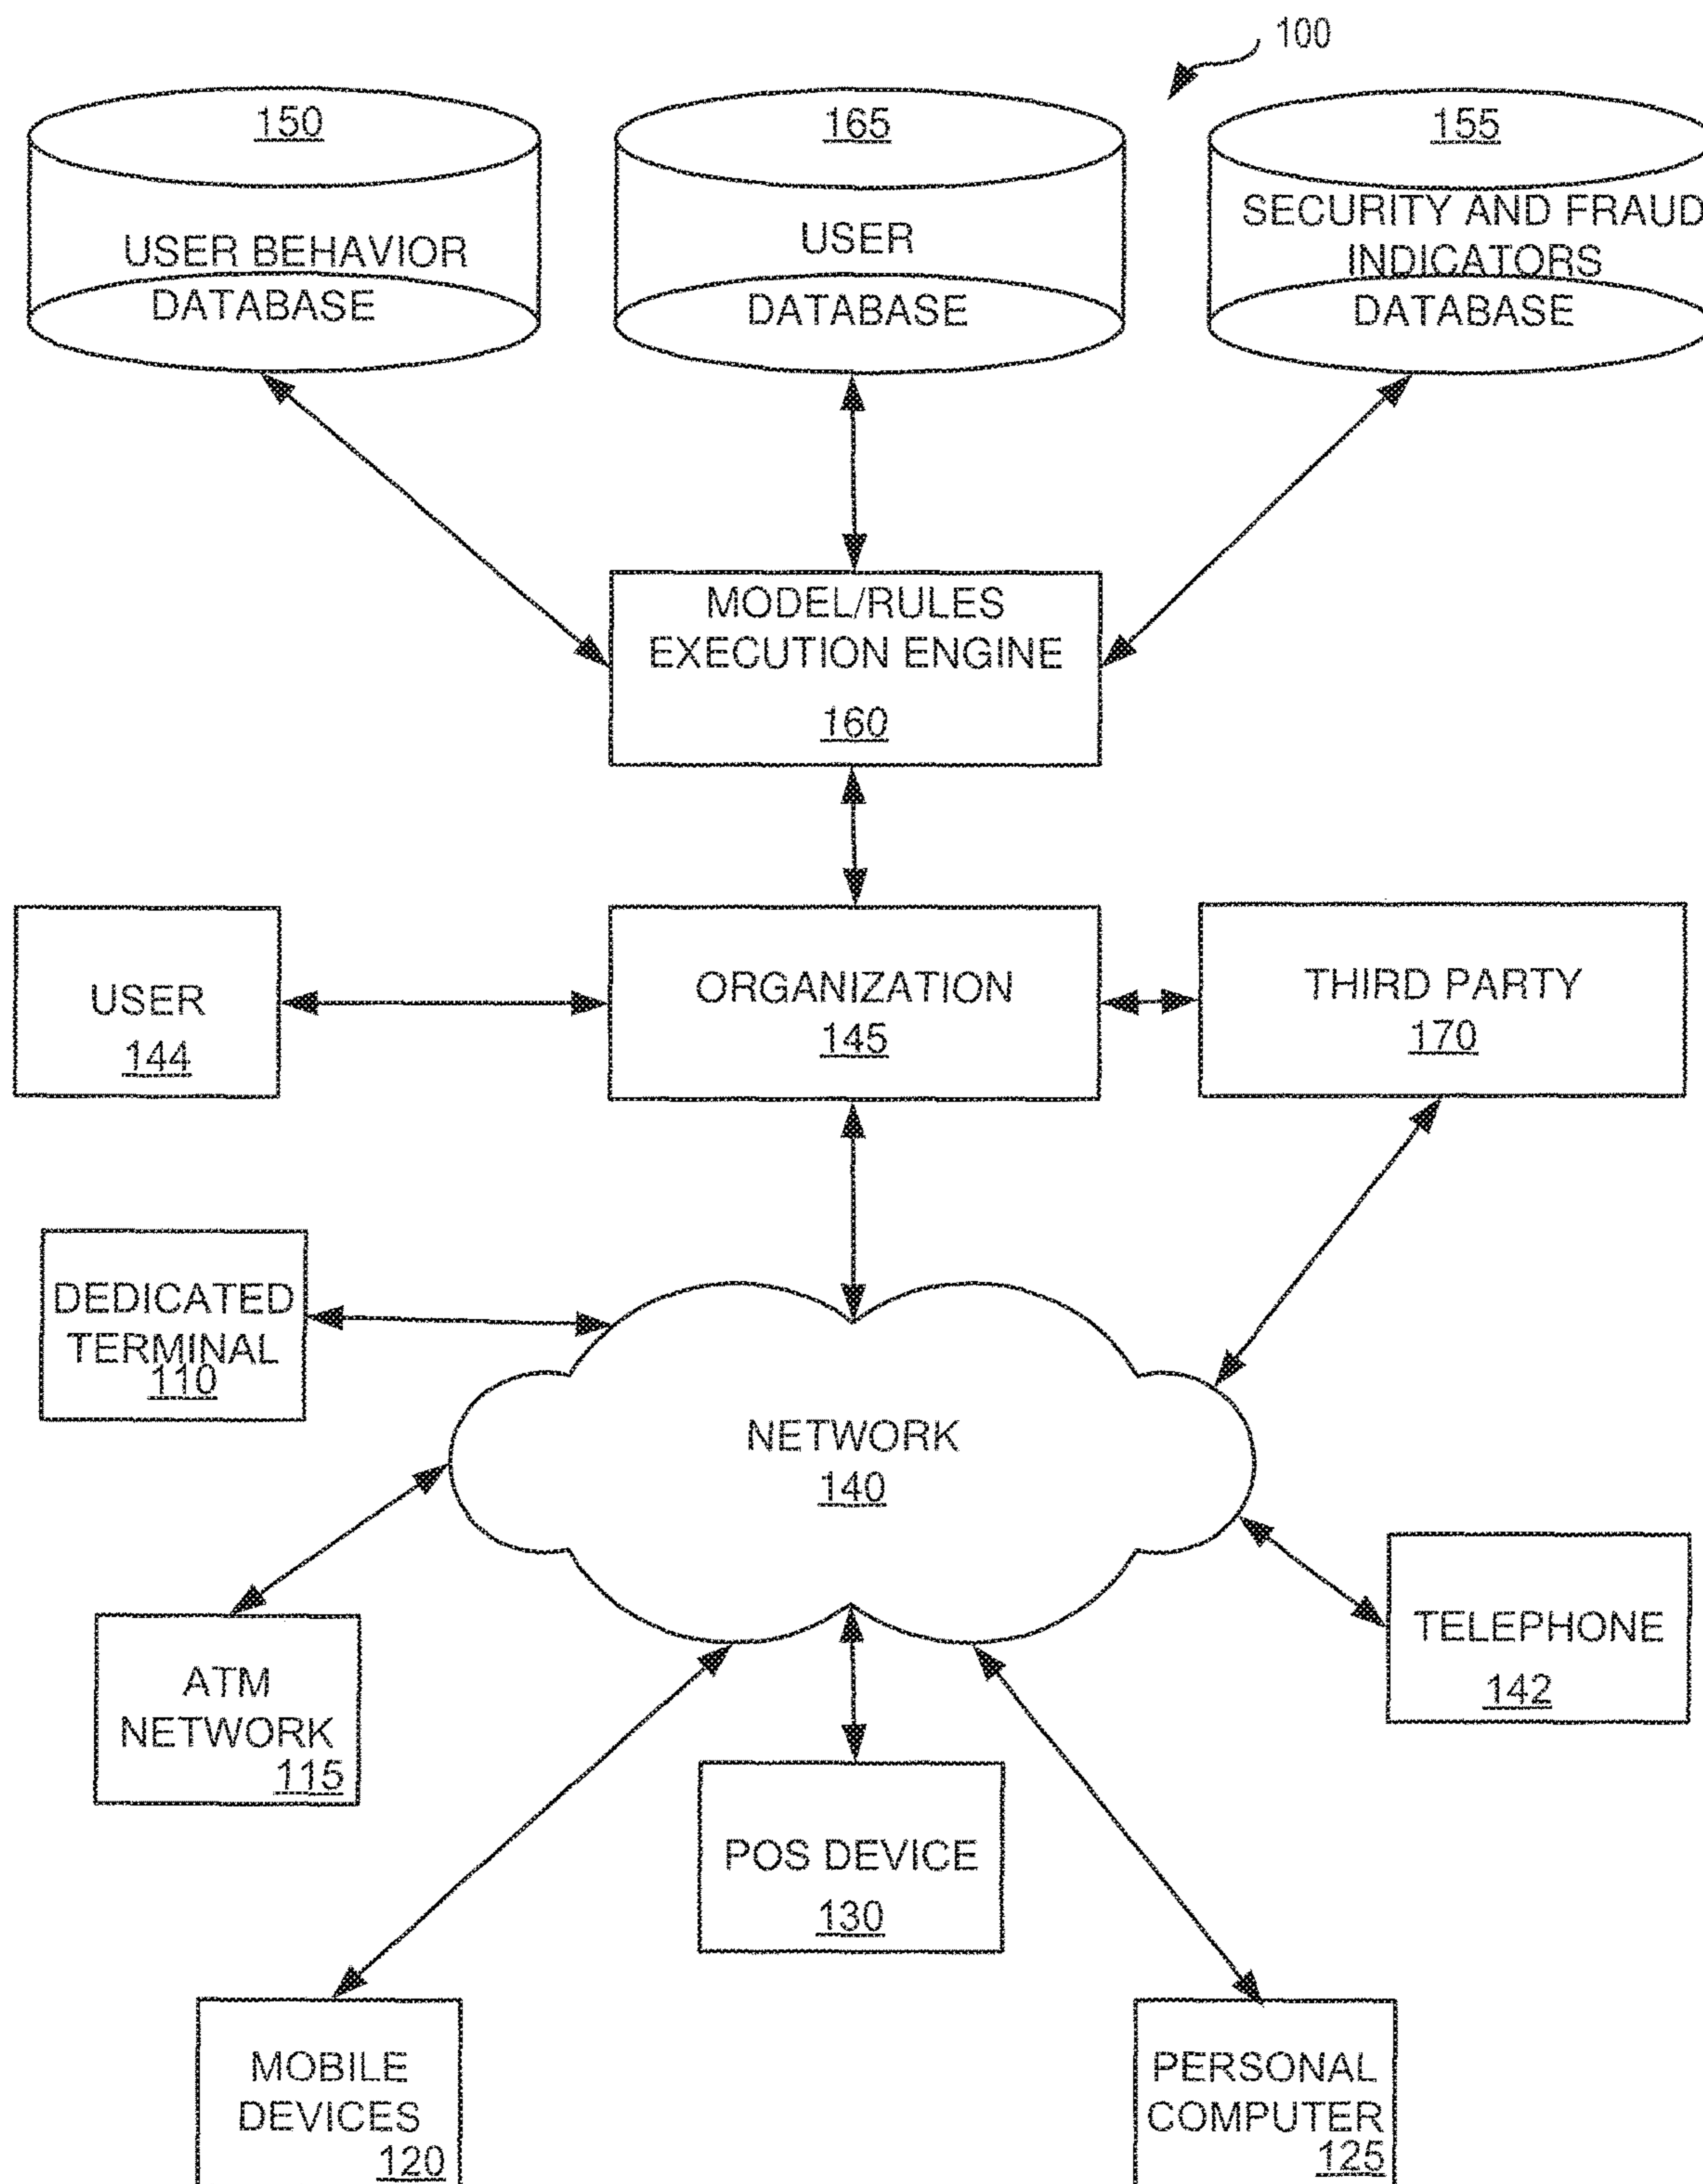 100
150
USER BEHAVIOR
DATABASE
165
USER
DATABASE
155
SECURITY AND FRAUD
INDICATORS
DATABASE
MODEL/RULES
EXECUTION ENGINE
160
USER
144
ORGANIZATION
145
THIRD PARTY
170
DEDICATED
TERMINAL
110
NETWORK
140
ATM
NETWORK
115
TELEPHONE
142
POS DEVICE
130
MOBILE
DEVICES
120
PERSONAL
COMPUTER
125